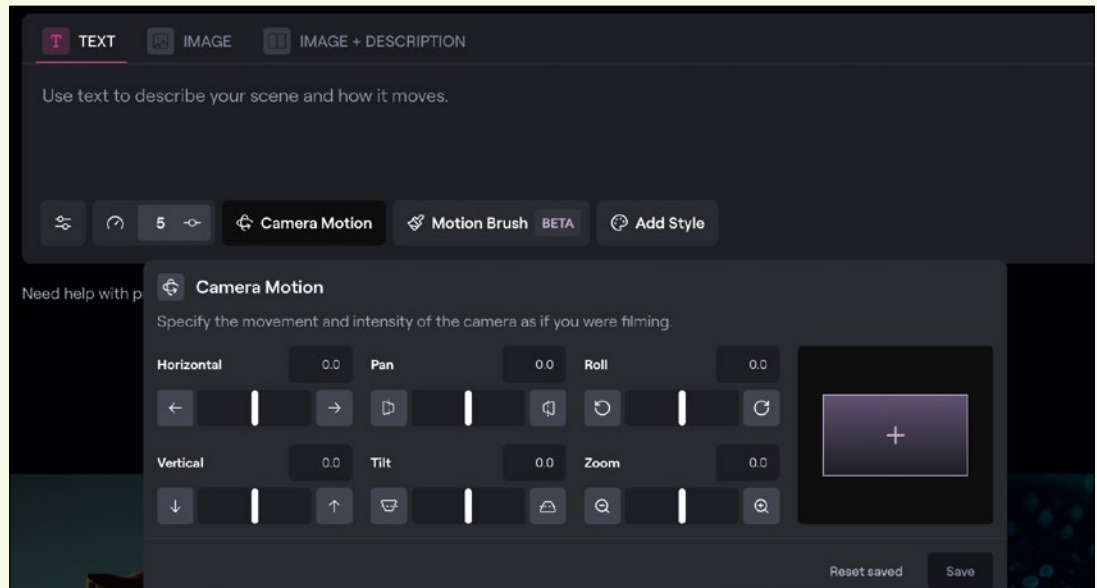 T TEXT IMAGE IMAGE + DESCRIPTION
Use text to describe your scene and how it moves.
5 Camera Motion Motion Brush BETA Add Style
Need help with p
Camera Motion
Specify the movement and intensity of the camera as if you were filming.
Horizontal 0.0 Pan 0.0 Roll 0.0
Vertical 0.0 Tilt 0.0 Zoom 0.0
Reset saved Save